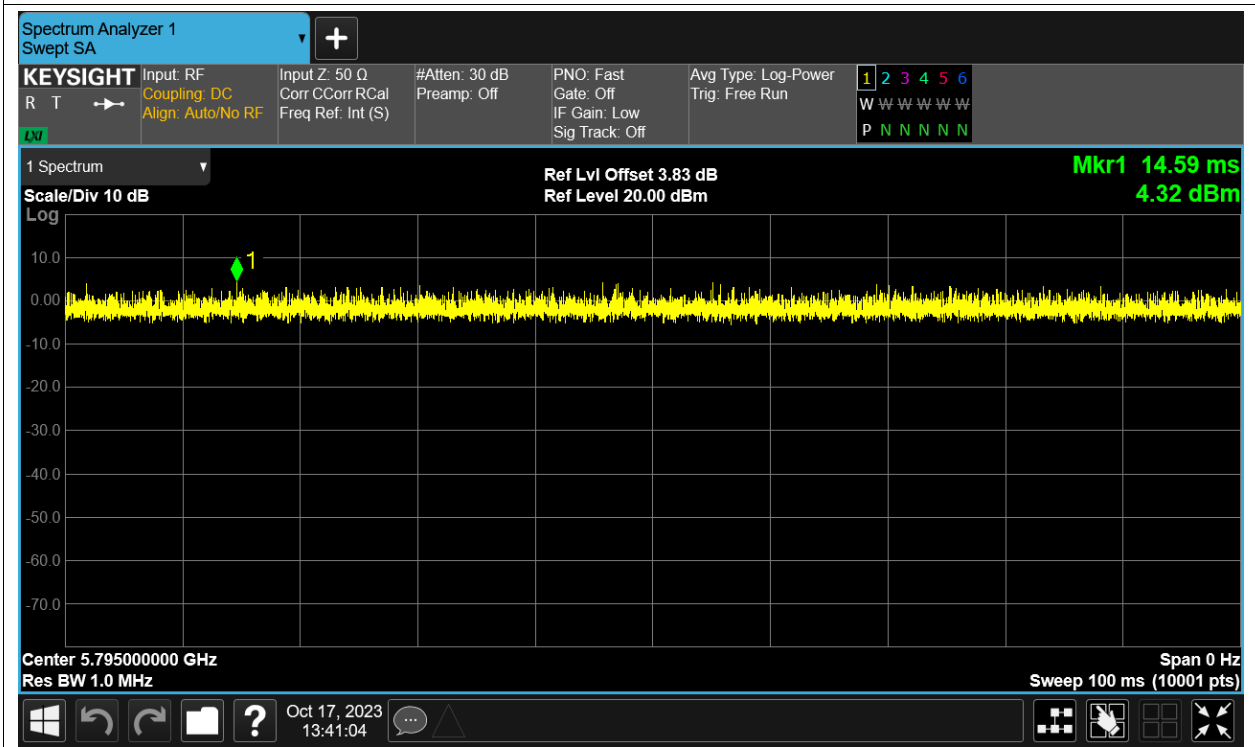 Spectrum Analyzer 1
Swept SA
+
KEYSIGHT
R T
LXI
Input: RF
Coupling: DC
Align: Auto/No RF
Input Z: 50 Ω
Corr CCorr RCal
Freq Ref: Int (S)
#Atten: 30 dB
Preamp: Off
PNO: Fast
Gate: Off
IF Gain: Low
Sig Track: Off
Avg Type: Log-Power
Trig: Free Run
1 2 3 4 5 6
W W W W W W
P N N N N N
1 Spectrum
Scale/Div 10 dB
Log
Ref Lvl Offset 3.83 dB
Ref Level 20.00 dBm
Mkr1 14.59 ms
4.32 dBm
1
10.0
0.00
-10.0
-20.0
-30.0
-40.0
-50.0
-60.0
-70.0
Center 5.795000000 GHz
Res BW 1.0 MHz
Span 0 Hz
Sweep 100 ms (10001 pts)
?
Oct 17, 2023
13:41:04